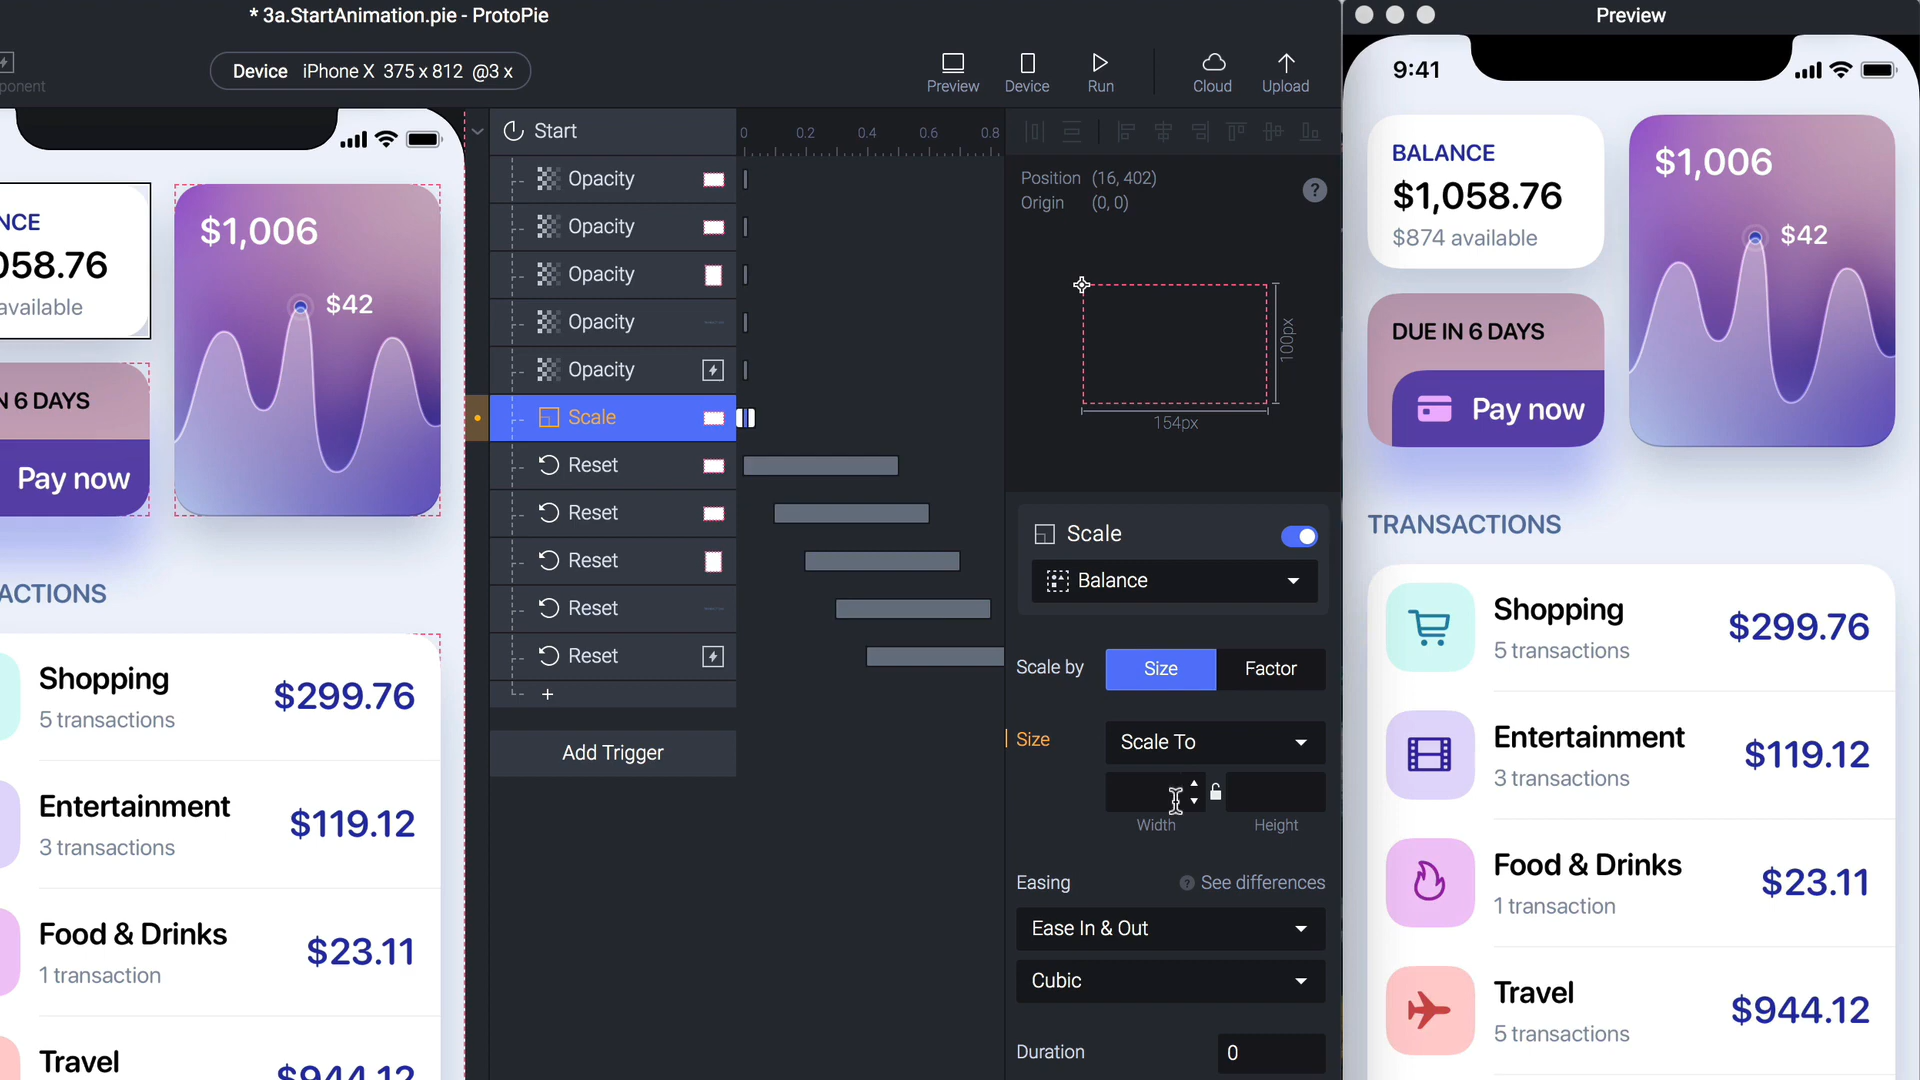 * 3a.StartAnimation.pie - ProtoPie
ponent
Device iPhone X 375 x 812 @3 x
Preview
Device
Run
Cloud
Upload
NCE
058.76
available
$1,006
$42
N 6 DAYS
Pay now
ACTIONS
Shopping
5 transactions
$299.76
Entertainment
3 transactions
$119.12
Food & Drinks
1 transaction
$23.11
Travel
$944.12
Start
0 0.2 0.4 0.6 0.8
Opacity
Opacity
Opacity
Opacity
Opacity
Scale
Reset
Reset
Reset
Reset
Reset
+
Add Trigger
Position (16, 402)
Origin (0, 0)
?
100px
154px
Scale
Balance
Scale by Size Factor
Size Scale To
Width Height
Easing ? See differences
Ease In & Out
Cubic
Duration 0
Preview
9:41
BALANCE
$1,058.76
$874 available
$1,006
$42
DUE IN 6 DAYS
Pay now
TRANSACTIONS
Shopping
5 transactions
$299.76
Entertainment
3 transactions
$119.12
Food & Drinks
1 transaction
$23.11
Travel
5 transactions
$944.12